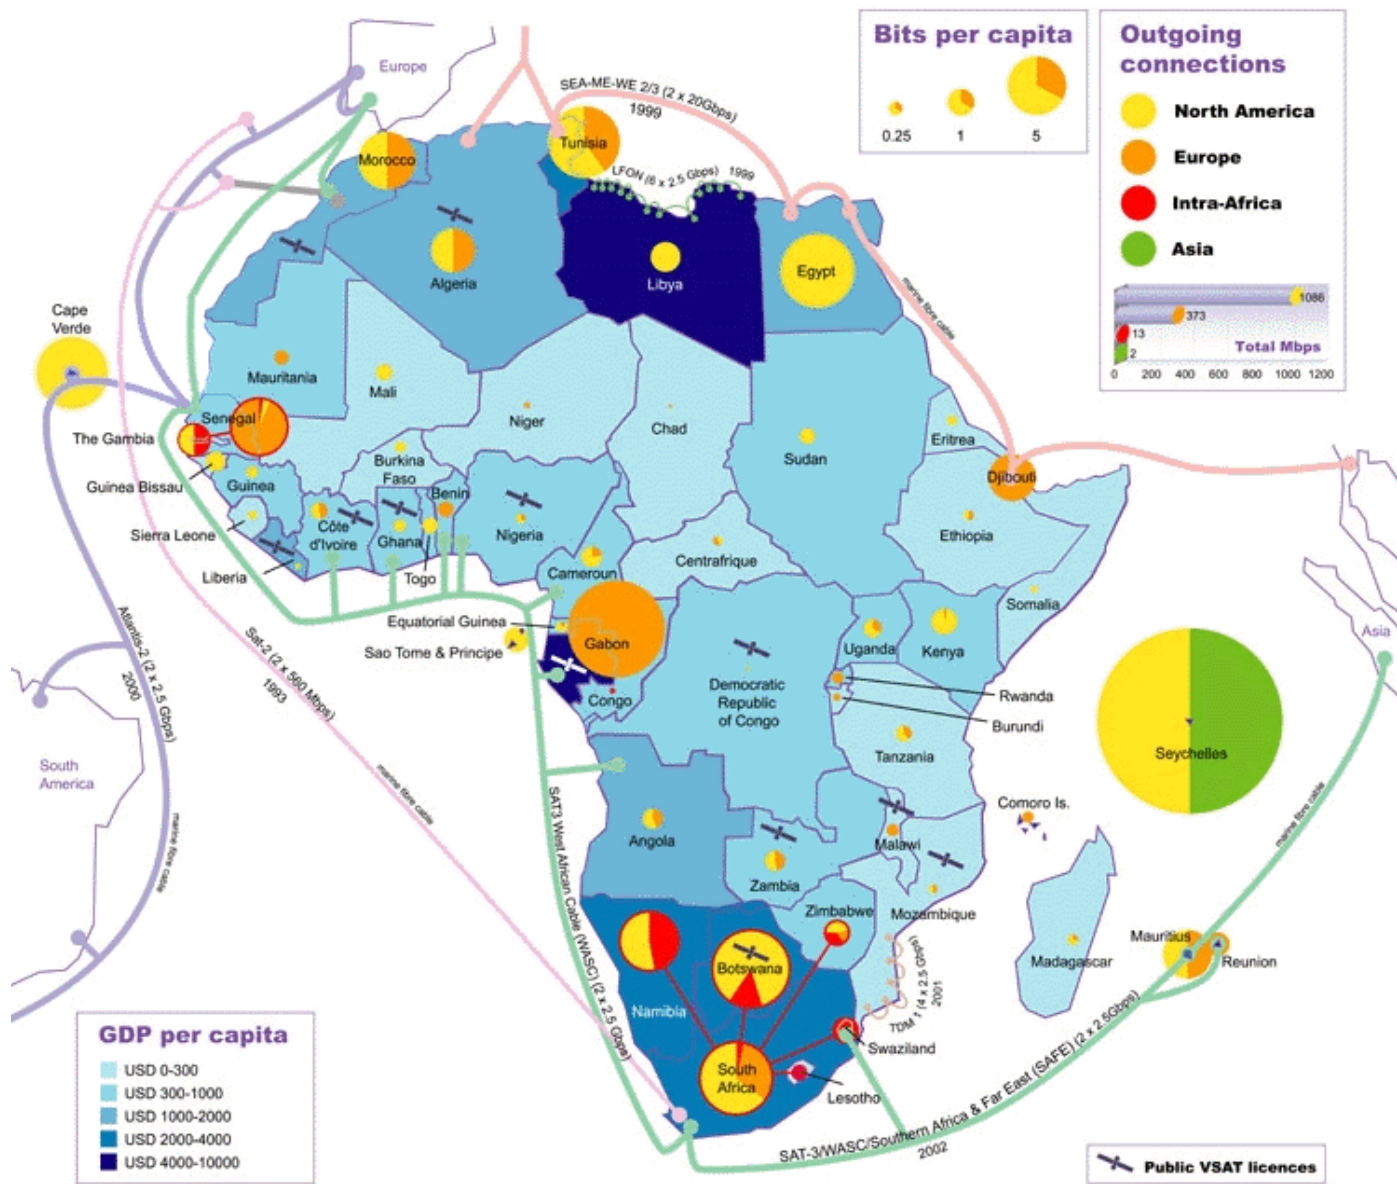 Bits per capita
0.25
1
5
Outgoing
connections
North America
Europe
Intra-Africa
Asia
1086
373
13
2
Total Mbps
0
200
400
600
800
1000
1200
Europe
SEA-ME-WE 2/3 (2 x 20Gbps)
1999
Tunisia
Morocco
LFON (6 x 2.5 Gbps)
1999
Algeria
Libya
Egypt
marine fibre cable
Cape
Verde
Mauritania
Mali
Niger
Chad
Sudan
Eritrea
Djibouti
Senegal
The Gambia
Guinea Bissau
Guinea
Burkina
Faso
Benin
Sierra Leone
Côte
d'Ivoire
Ghana
Nigeria
Togo
Liberia
Cameroun
Centrafrique
Ethiopia
Somalia
Equatorial Guinea
Sao Tome & Principe
Gabon
Congo
Democratic
Republic
of Congo
Uganda
Kenya
Rwanda
Burundi
Tanzania
Asia
Seychelles
Atlantis-2 (2 x 2.5 Gbps)
2000
Sat-2 (2 x 560 Mbps)
1993
South
America
marine fibre cable
marine fibre cable
marine fibre cable
SAT3 West African Cable (WASC) (2 x 2.5 Gbps)
Angola
Zambia
Malawi
Comoro Is.
Zimbabwe
Mozambique
Madagascar
Mauritius
Reunion
Botswana
Namibia
TDM 1 (4 x 2.5 Gbps)
2001
Swaziland
South
Africa
Lesotho
SAT-3/WASC/Southern Africa & Far East (SAFE) (2 x 2.5Gbps)
2002
GDP per capita
USD 0-300
USD 300-1000
USD 1000-2000
USD 2000-4000
USD 4000-10000
Public VSAT licences